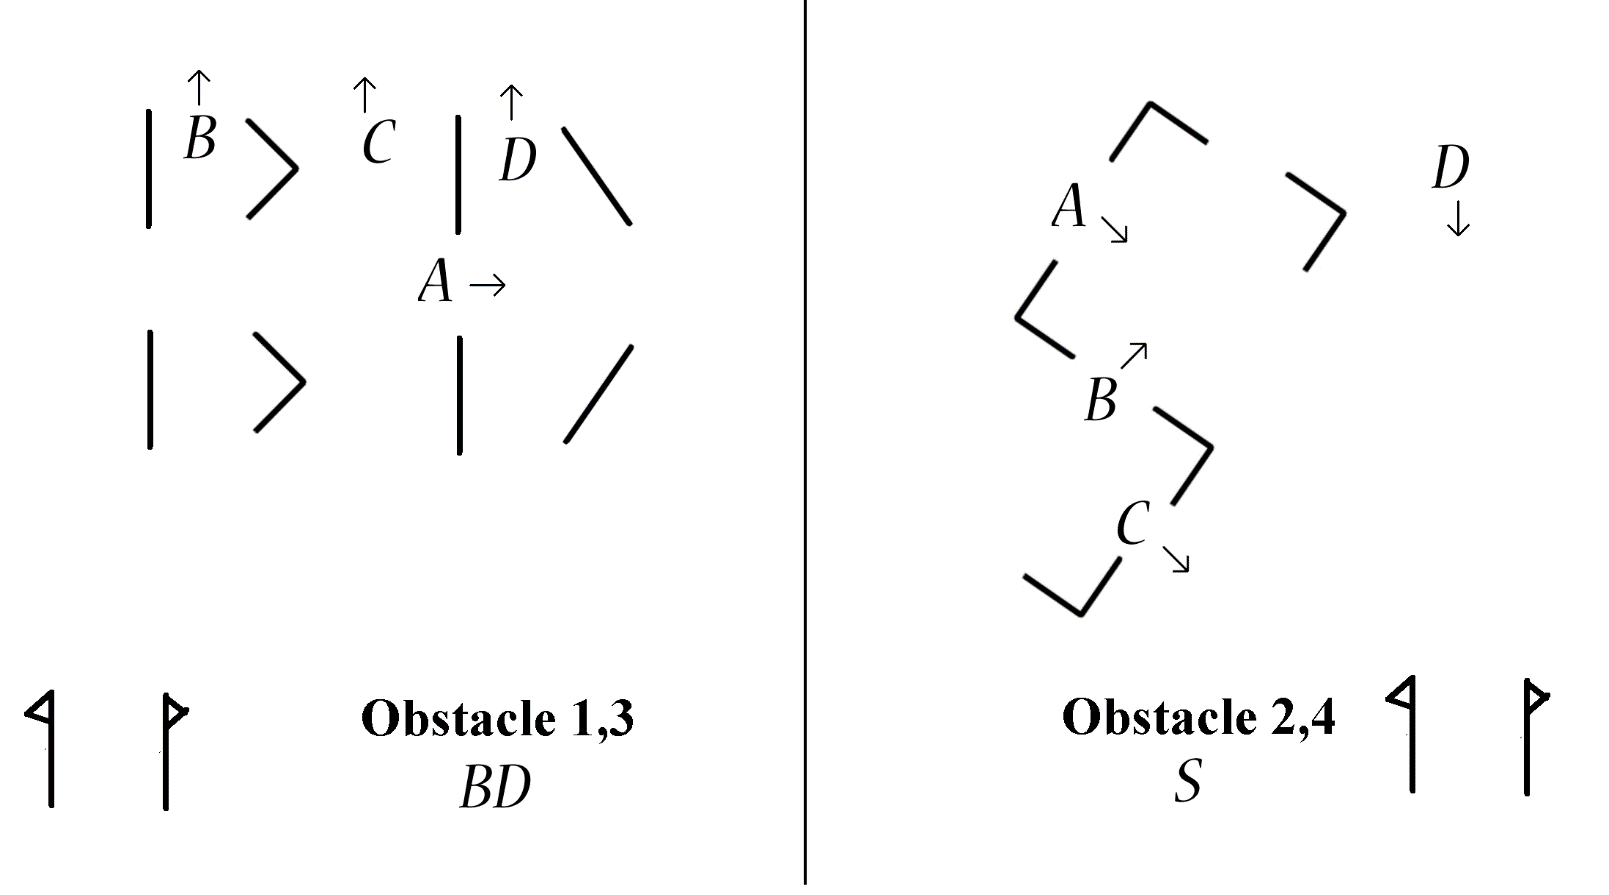 B C D
A →
Obstacle 1,3
BD
A D
B
C
Obstacle 2,4
S